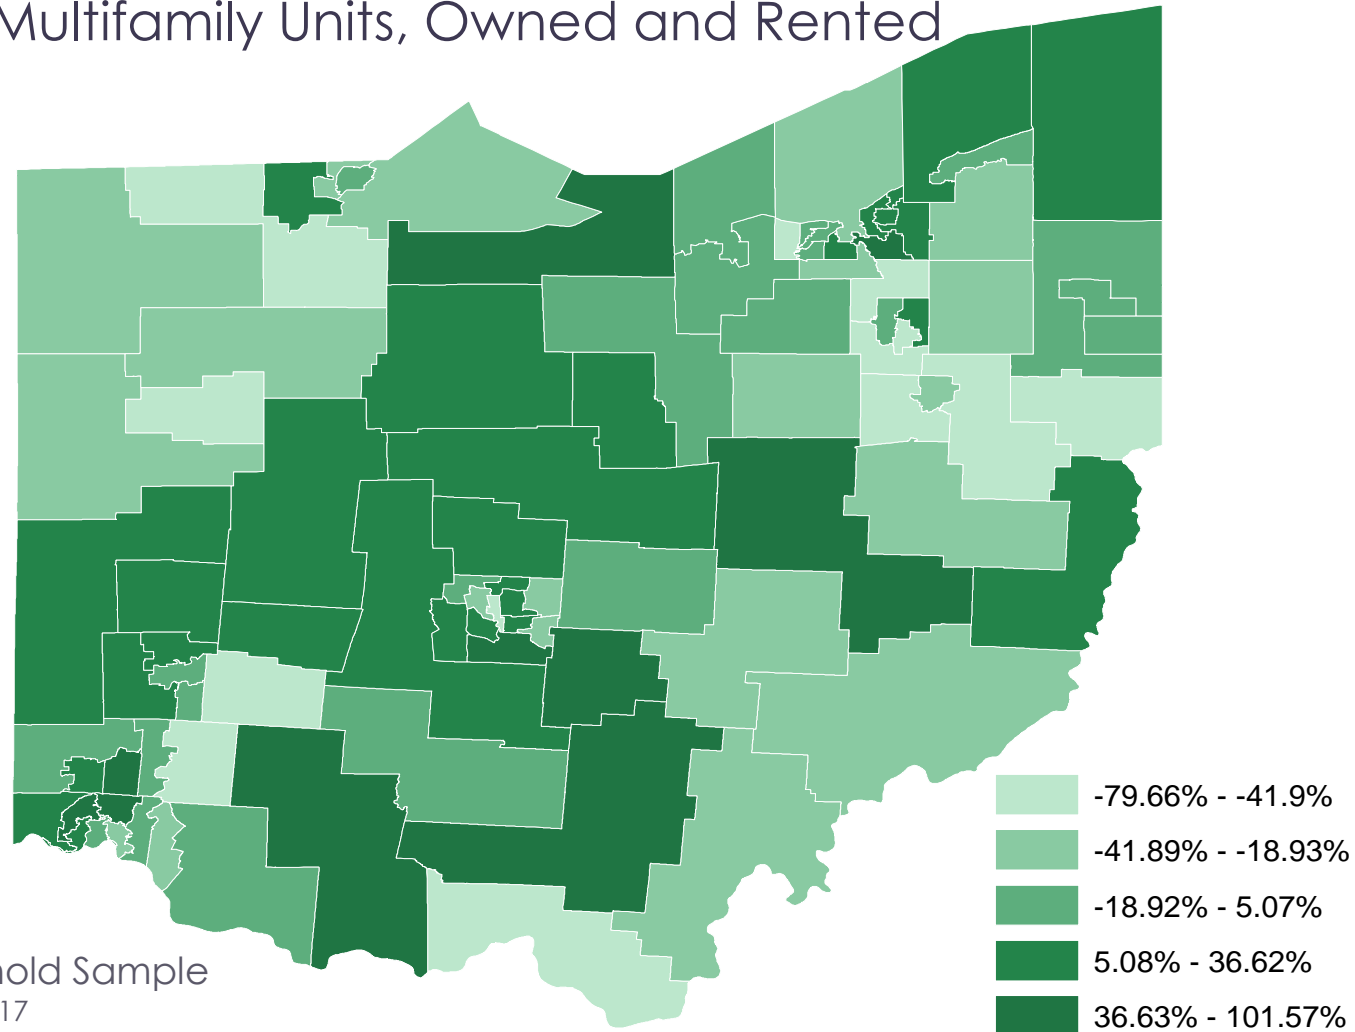 Multifamily Units, Owned and Rented
-79.66% - -41.9%
-41.89% - -18.93%
-18.92% - 5.07%
5.08% - 36.62%
36.63% - 101.57%
Sample
17